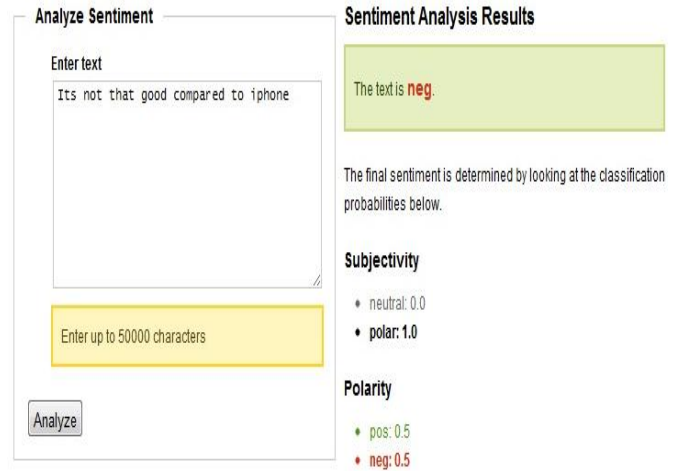 Analyze Sentiment
Enter text
Its not that good compared to iphone
Enter up to 50000 characters
Analyze
Sentiment Analysis Results
The text is neg.
The final sentiment is determined by looking at the classification
probabilities below.
Subjectivity
• neutral: 0.0
• polar: 1.0
Polarity
• pos: 0.5
• neg: 0.5